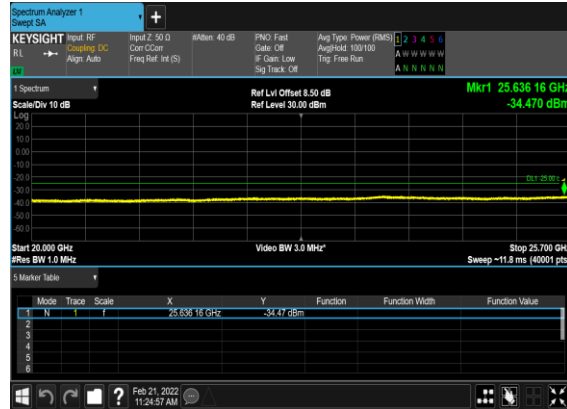 Spectrum Analyzer 1
Swept SA
+
KEYSIGHT Input: RF Input Z: 50 Ω #Atten: 40 dB PNO: Fast Avg Type: Power (RMS) 1 2 3 4 5 6
RL Coupling: DC Corr CCorr Gate: Off Avg|Hold: 100/100 A W W W W W
Align: Auto Freq Ref: Int (S) IF Gain: Low Trig: Free Run
Sig Track: Off A N N N N N
1 Spectrum Ref Lvl Offset 8.50 dB Mkr1 25.636 16 GHz
Scale/Div 10 dB Ref Level 30.00 dBm -34.470 dBm
Log
20.0
10.0
0.00
-10.0
-20.0
DL1 -25.00
-30.0
-40.0
-50.0
-60.0
Start 20.000 GHz Video BW 3.0 MHz* Stop 25.700 GHz
#Res BW 1.0 MHz Sweep ~11.8 ms (40001 pts)
5 Marker Table
Mode Trace Scale X Y Function Function Width Function Value
1 N 1 f 25.636 16 GHz -34.47 dBm
2
3
4
5
6
? Feb 21, 2022
11:24:57 AM